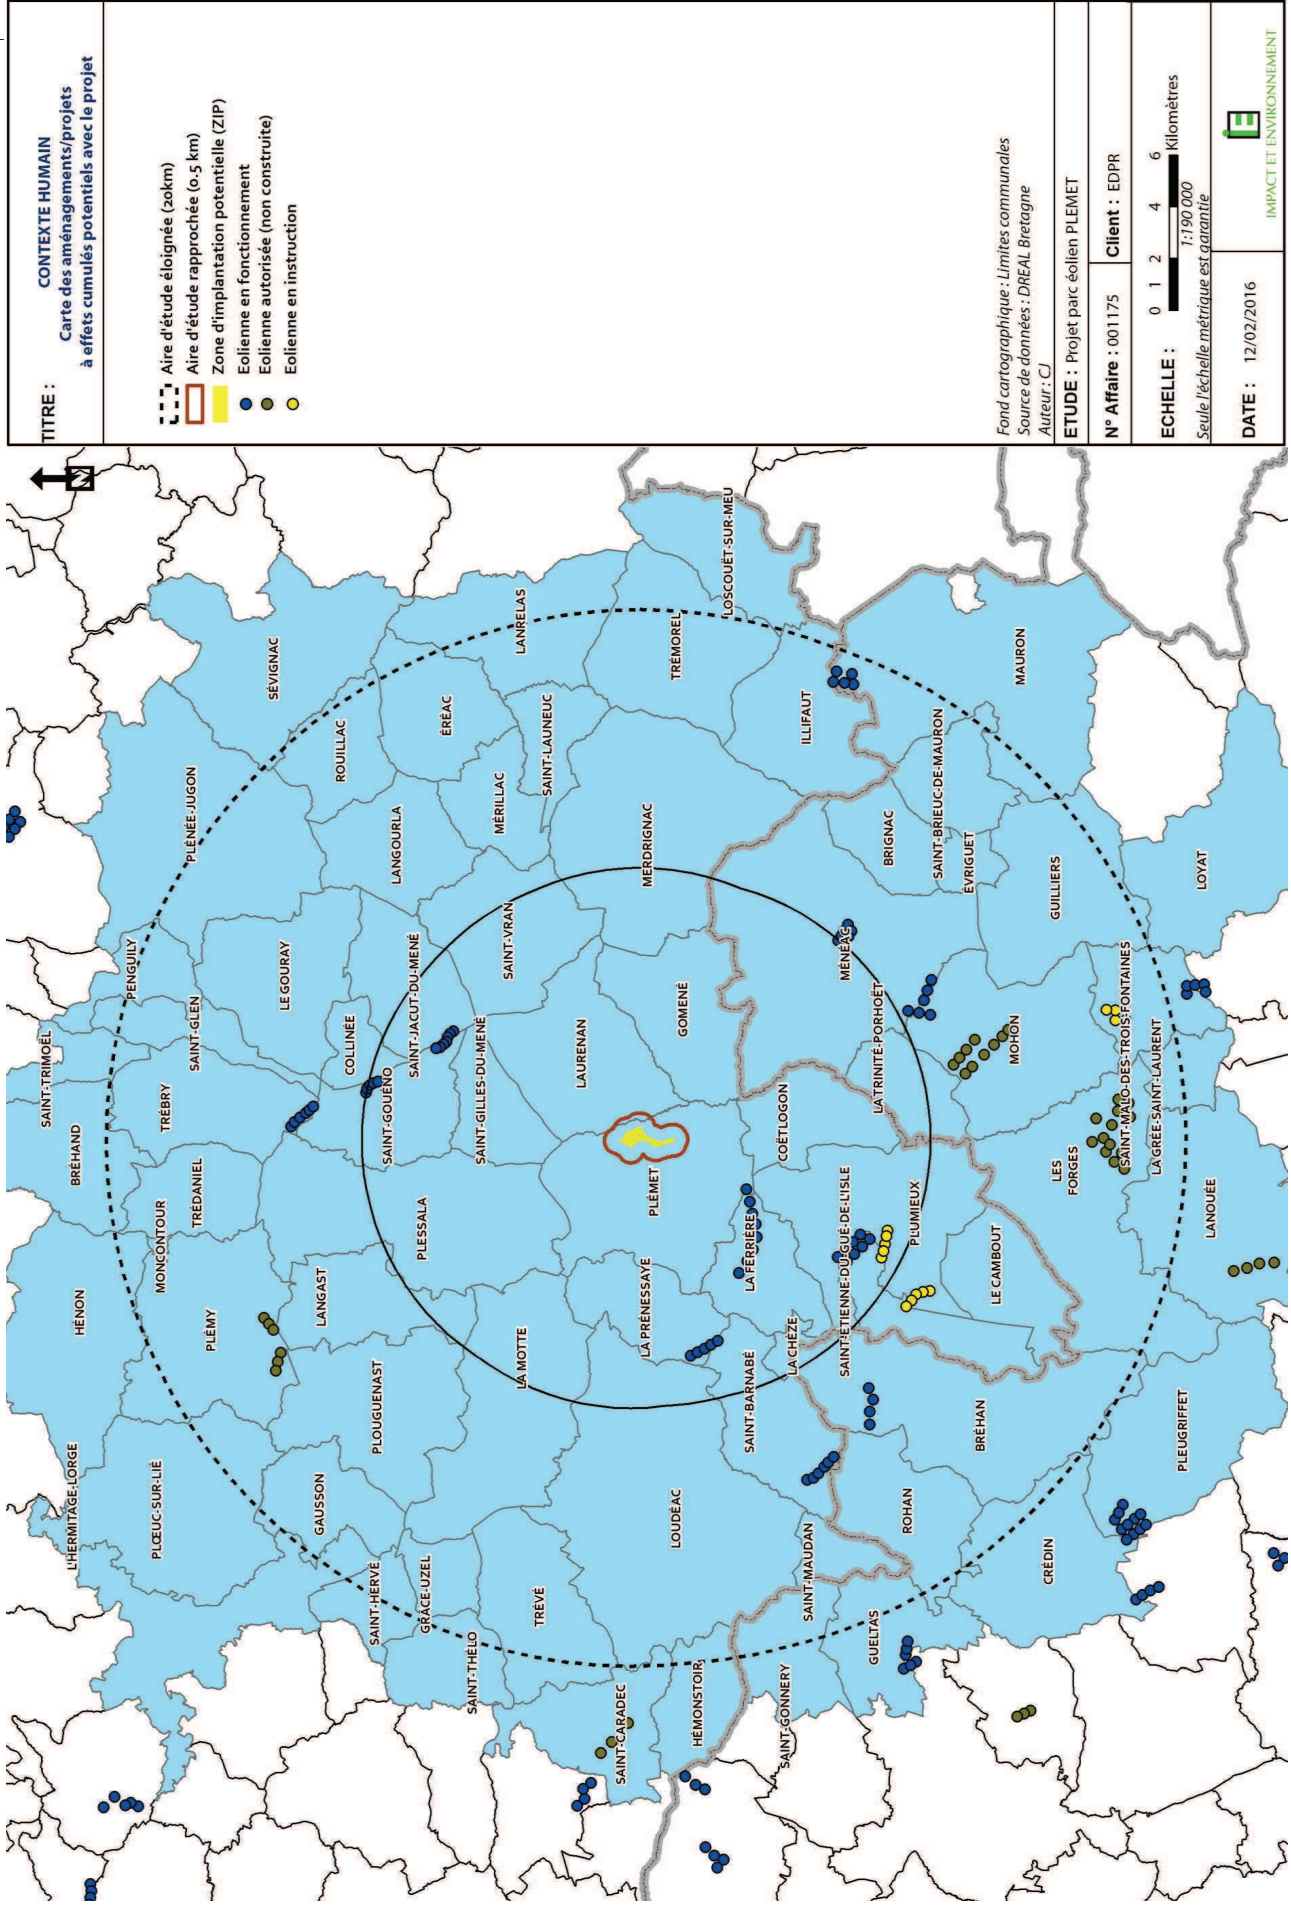 TITRE :
CONTEXTE HUMAIN
Carte des aménagements/projets
à effets cumulés potentiels avec le projet
Aire d'étude éloignée (20km)
Aire d'étude rapprochée (0.5 km)
Zone d'implantation potentielle (ZIP)
Eolienne en fonctionnement
Eolienne autorisée (non construite)
Eolienne en instruction
Fond cartographique : Limites communales
Source de données : DREAL Bretagne
Auteur : CJ
ETUDE : Projet parc éolien PLEMET
N° Affaire : 001175
Client : EDPR
ECHELLE :
0 1 2 4 6
Kilomètres
1:190 000
Seule l'échelle métrique est garantie
DATE : 12/02/2016
IE
IMPACT ET ENVIRONNEMENT
N
L'HERMITAGE-LORGE
HÉNON
BRÉHAND
SAINT-TRIMOËL
PENGUILY
PLŒUC-SUR-LIÉ
MONCONTOUR
TRÉDANIEL
TRÉBRY
SAINT-GLEN
PLÉNÉE-JUGON
PLÉMY
SÉVIGNAC
LE GOURAY
GAUSSON
LANGAST
COLLINÉE
ROUILLAC
SAINT-HERVÉ
PLOUGUENAST
SAINT-GOUÉNO
SAINT-JACUT-DU-MENÉ
LANGOURLA
GRÂCE-UZEL
PLESSALA
ÉRÉAC
SAINT-THÉLO
SAINT-GILLES-DU-MENÉ
SAINT-VRAN
MÉRILLAC
LANRELAS
TRÉVÉ
LA MOTTE
SAINT-LAUNEUC
LAURENAN
SAINT-CARADEC
LOUDÉAC
LA PRÉNESSAYE
PLÉMET
GOMENÉ
MERDRIGNAC
TRÉMOREL
HÉMONSTOIR
SAINT-BARNABÉ
LA FERRIÈRE
LOSCOUËT-SUR-MEU
SAINT-GONNERY
SAINT-MAUDAN
LA CHÈZE
COËTLOGON
ILLIFAUT
GUELTAS
SAINT-ÉTIENNE-DU-GUÉ-DE-L'ISLE
MÉNÉAC
ROHAN
PLUMIEUX
LA TRINITÉ-PORHOËT
BRIGNAC
SAINT-BRIEUC-DE-MAURON
BRÉHAN
LE CAMBOUT
ÉVRIGUET
MOHON
MAURON
CRÉDIN
LES
FORGES
GUILLIERS
SAINT-MALO-DES-TROIS-FONTAINES
LA GRÉE-SAINT-LAURENT
PLEUGRIFFET
LANOUÉE
LOYAT